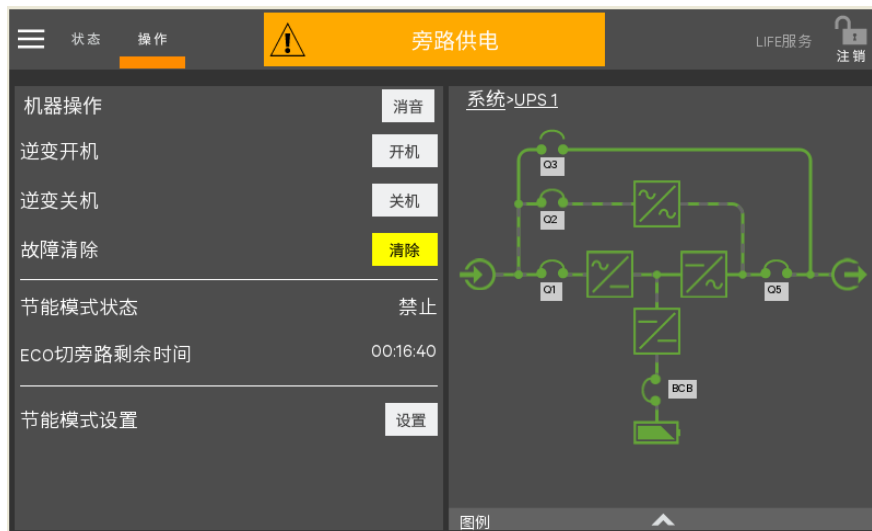 状态 操作 旁路供电 LIFE服务 注销
机器操作 消音
逆变开机 开机
逆变关机 关机
故障清除 清除
节能模式状态 禁止
ECO切旁路剩余时间 00:16:40
节能模式设置 设置
系统>UPS 1
Q3
Q2
Q1 Q5
BCB
图例